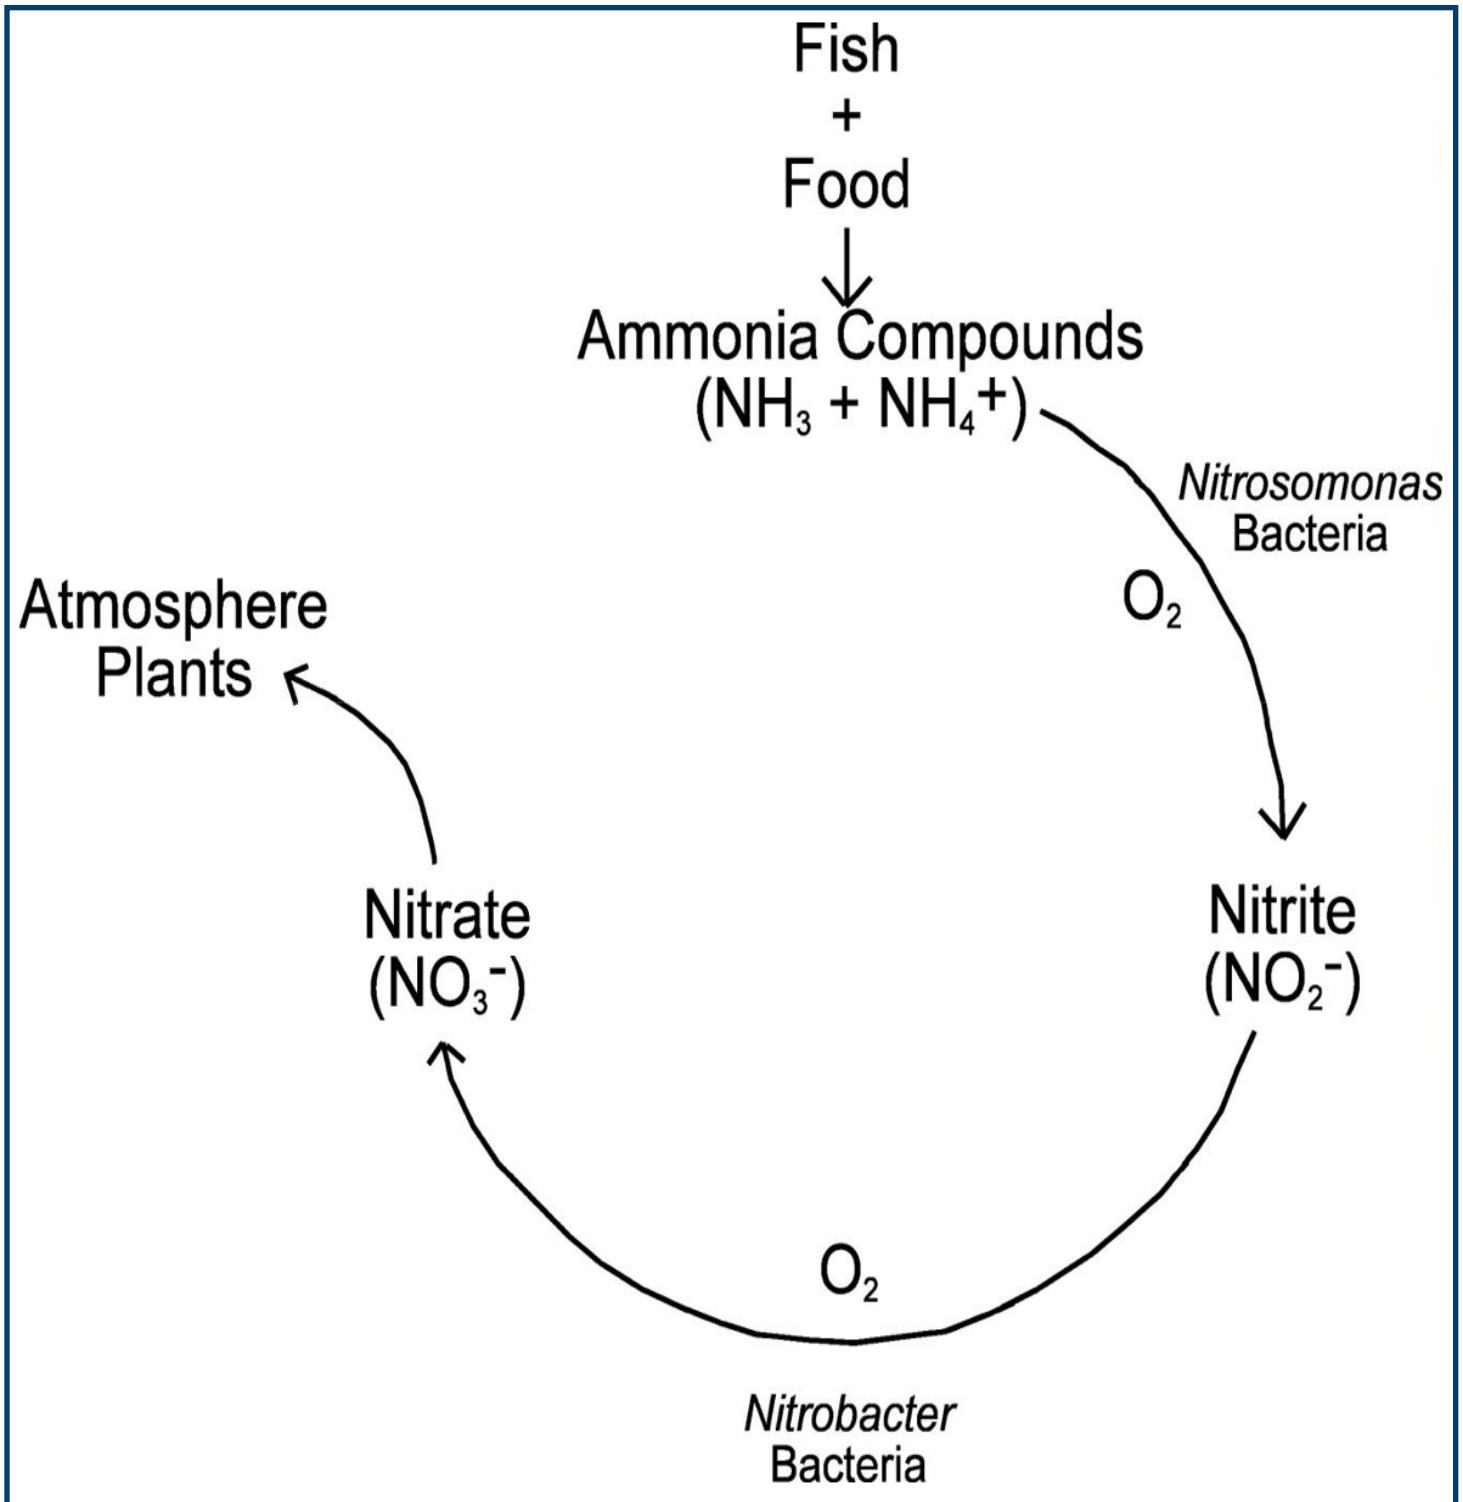 Fish
+
Food
Ammonia Compounds
(NH₃ + NH₄⁺)
Nitrosomonas
Bacteria
O₂
Nitrite
(NO₂⁻)
O₂
Nitrobacter
Bacteria
Nitrate
(NO₃⁻)
Atmosphere
Plants